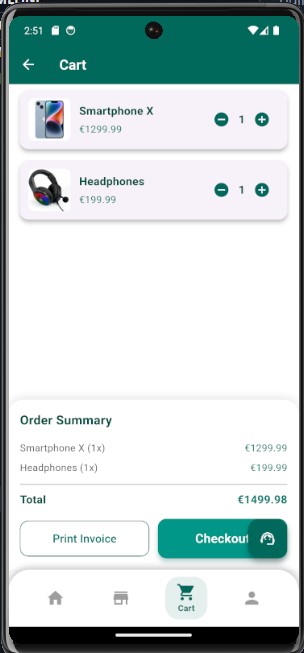 2:51
Cart
Smartphone X
€1299.99
1
Headphones
€199.99
1
Order Summary
Smartphone X (1x) €1299.99
Headphones (1x) €199.99
Total €1499.98
Print Invoice
Checkout
Cart